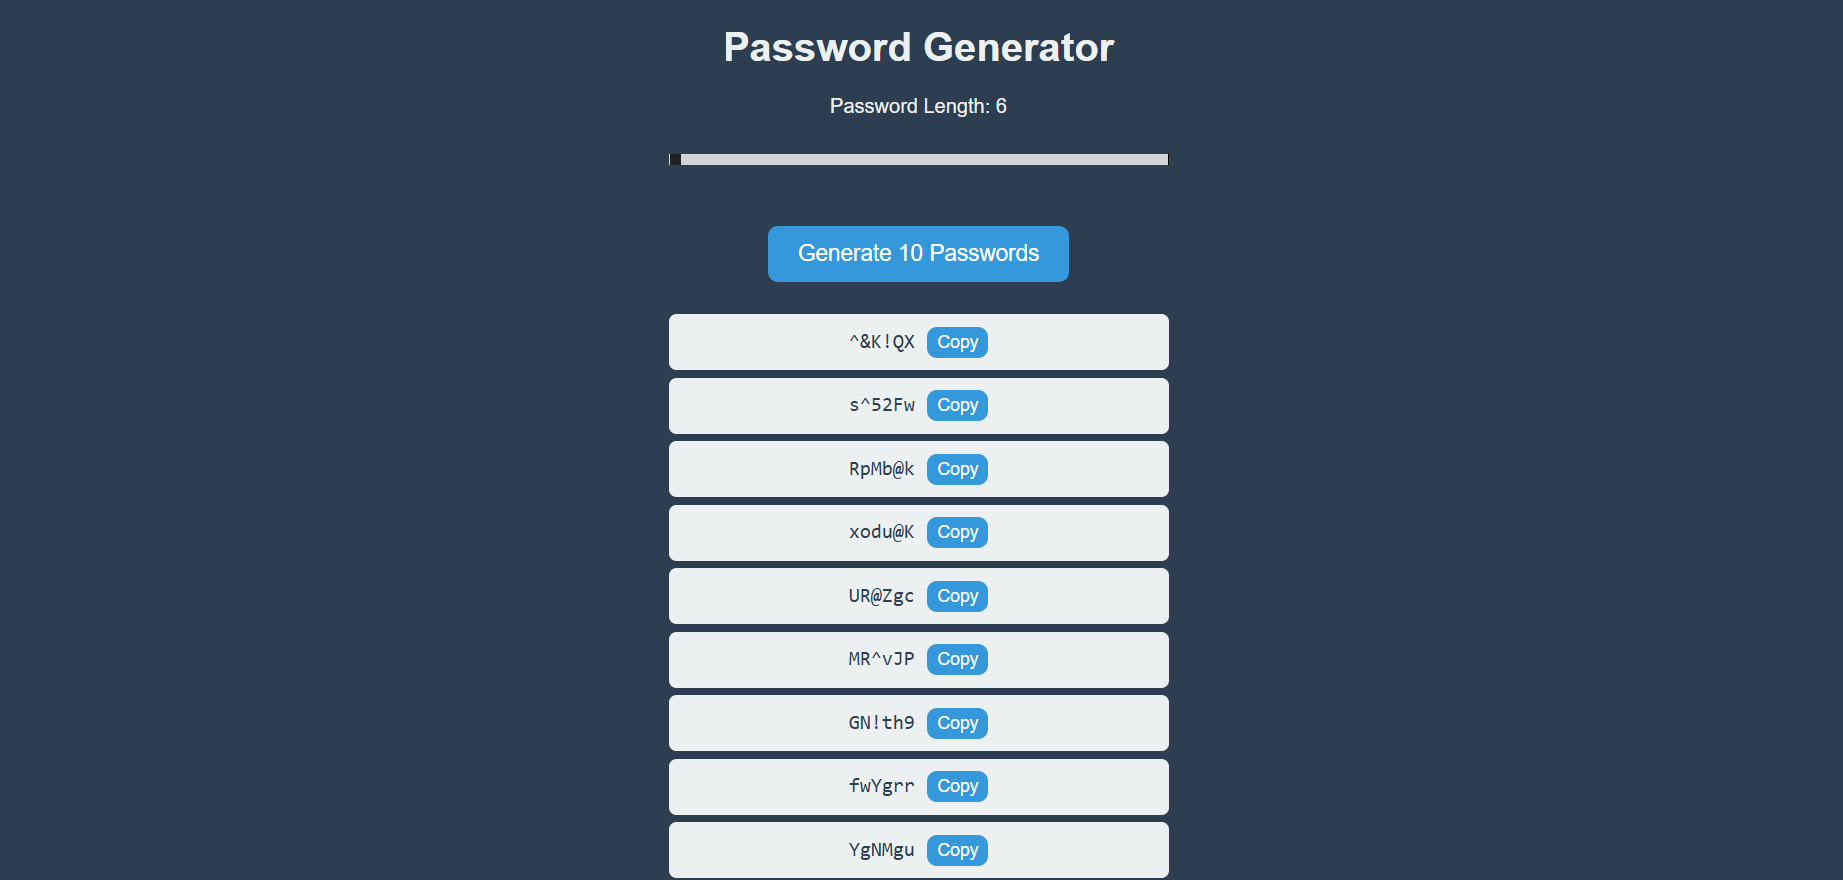 Password Generator
Password Length: 6
Generate 10 Passwords
^&K!QX Copy
s^52Fw Copy
RpMb@k Copy
xodu@K Copy
UR@Zgc Copy
MR^vJP Copy
GN!th9 Copy
fwYgrr Copy
YgNMgu Copy